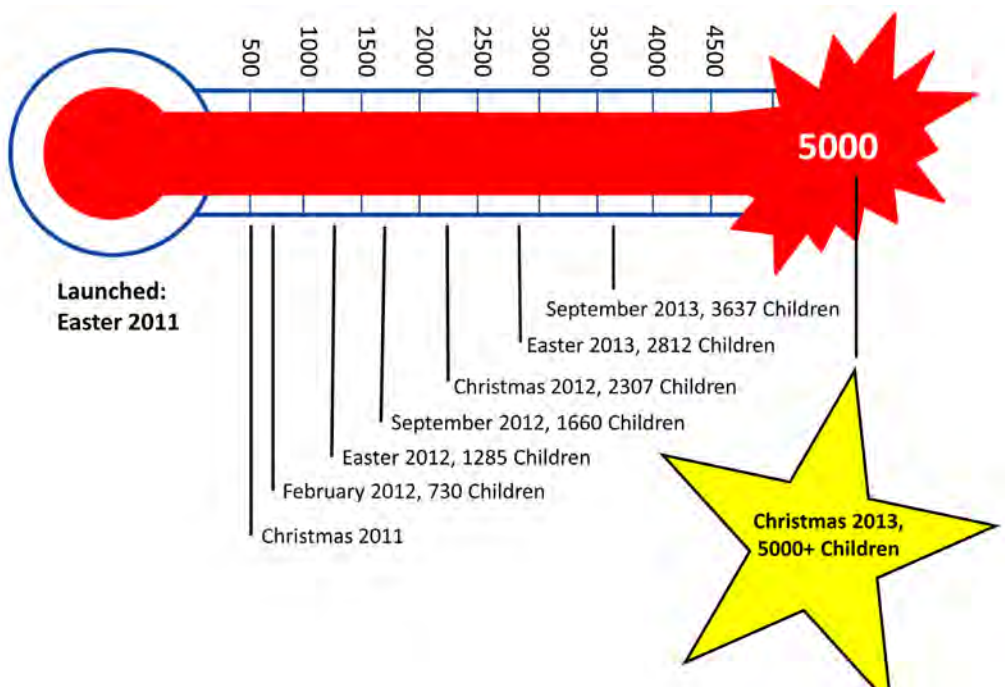 500
1000
1500
2000
2500
3000
3500
4000
4500
5000
Launched:
Easter 2011
September 2013, 3637 Children
Easter 2013, 2812 Children
Christmas 2012, 2307 Children
September 2012, 1660 Children
Easter 2012, 1285 Children
February 2012, 730 Children
Christmas 2011
Christmas 2013,
5000+ Children